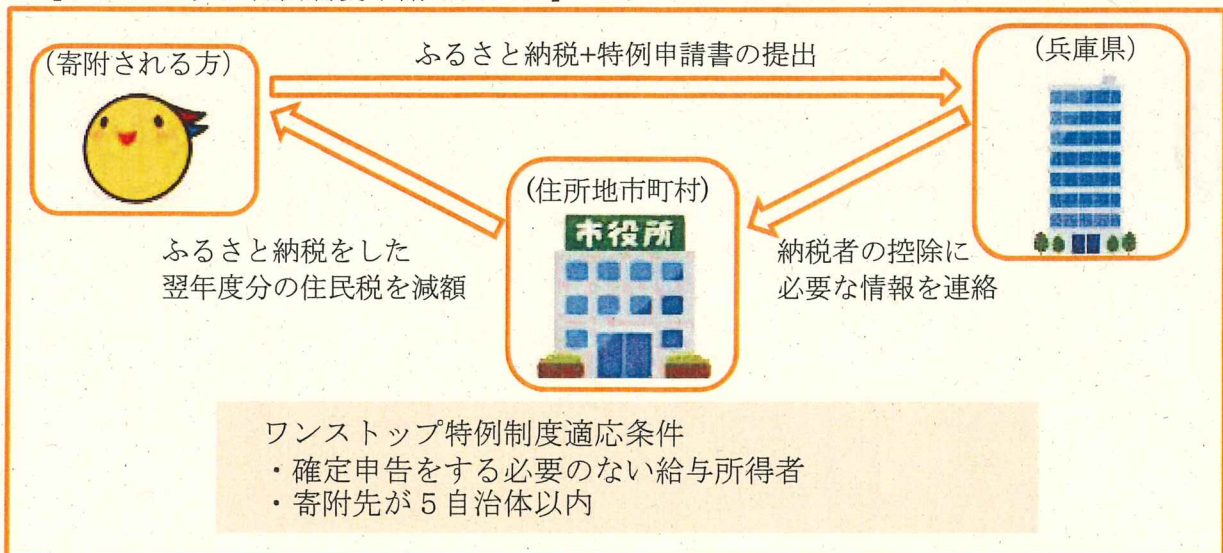 (寄附される方)
ふるさと納税+特例申請書の提出
(兵庫県)
(住所地市町村)
市役所
ふるさと納税をした
翌年度分の住民税を減額
納税者の控除に
必要な情報を連絡
ワンストップ特例制度適応条件
・確定申告をする必要のない給与所得者
・寄附先が5自治体以内